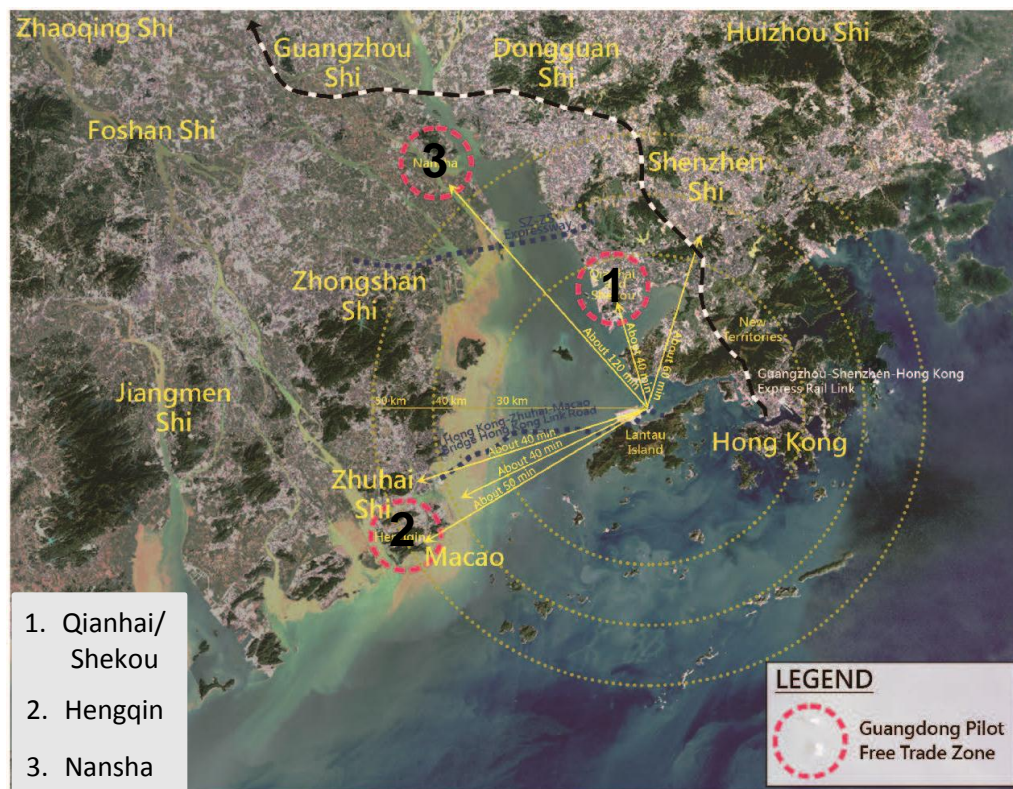 Zhaoqing Shi
Guangzhou
Shi
Dongguan
Shi
Huizhou Shi
Foshan Shi
3
Shenzhen
Shi
Expressway
Zhongshan
Shi
1
New
Territories
About 120 min
About 40 min
About 60 min
Guangzhou-Shenzhen-Hong Kong
Express Rail Link
Jiangmen
Shi
50 km
40 km
30 km
Hong Kong-Zhuhai-Macao
Bridge Hong Kong Link Road
About 40 min
About 40 min
About 50 min
Lantau
Island
Hong Kong
Zhuhai
Shi
2
Hengqin
Macao
1. Qianhai/
Shekou
2. Hengqin
3. Nansha
LEGEND
Guangdong Pilot
Free Trade Zone